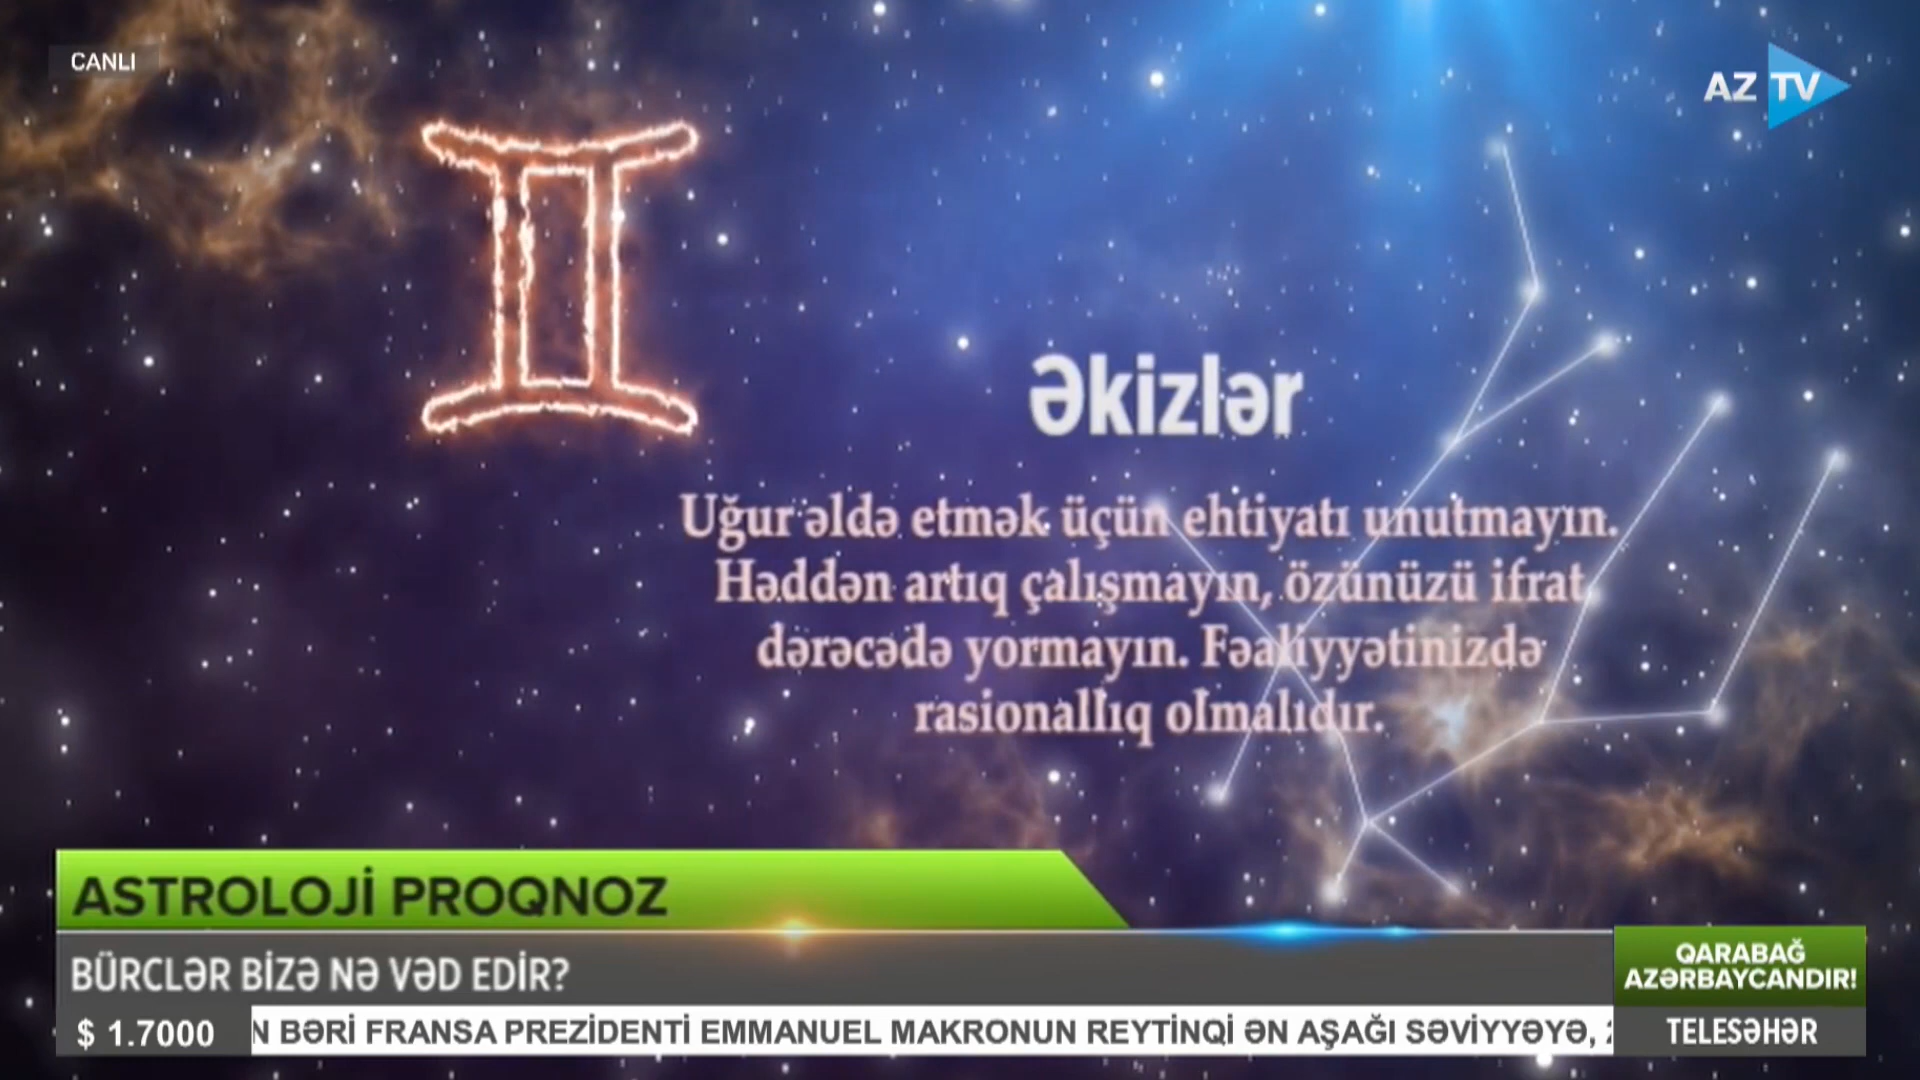 CANLI
AZ TV
Əkizlər
Uğur əldə etmək üçün ehtiyatı unutmayın.
Həddən artıq çalışmayın, özünüzü ifrat
dərəcədə yormayın. Fəaliyyətinizdə
rasionallıq olmalıdır.
ASTROLOJİ PROQNOZ
BÜRCLƏR BİZƏ NƏ VƏD EDİR?
QARABAĞ
AZƏRBAYCANDIR!
$ 1.7000
BƏRİ FRANSA PREZİDENTİ EMMANUEL MAKRONUN REYTİNQİ ƏN AŞAĞI SƏVİYYƏYƏ,
TELESƏHƏR